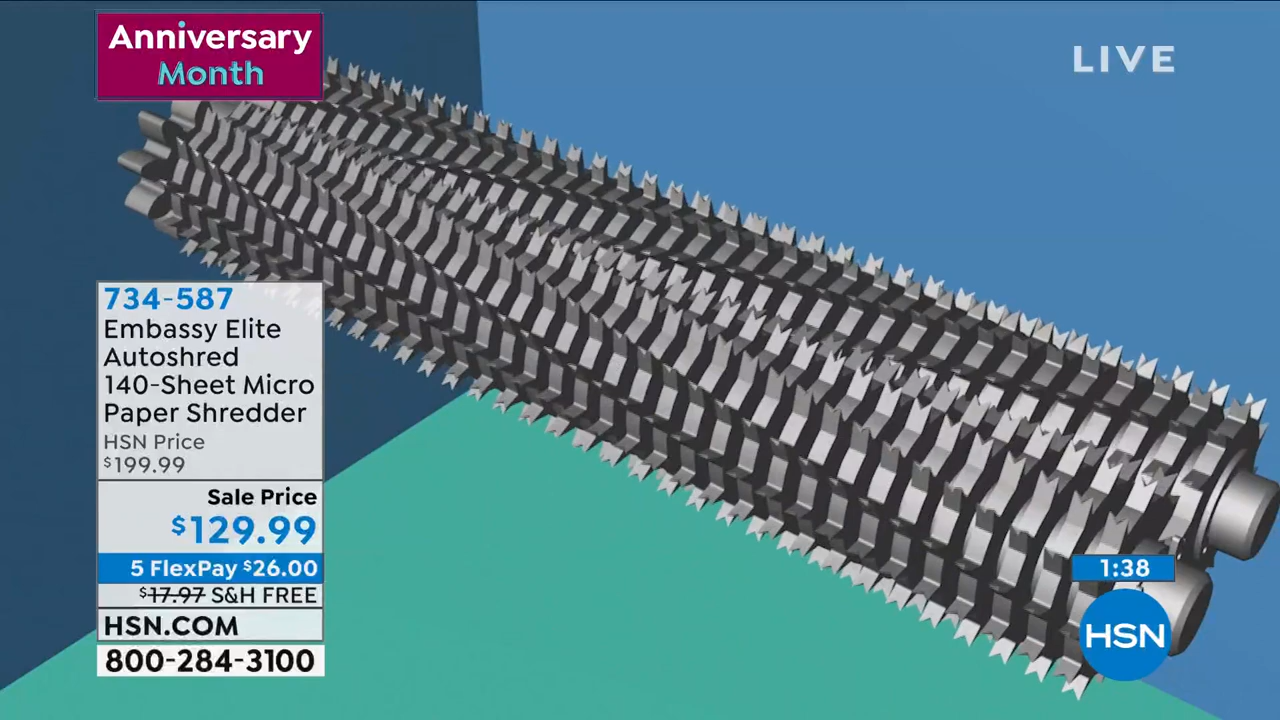 Anniversary
Month
LIVE
734-587
Embassy Elite
Autoshred
140-Sheet Micro
Paper Shredder
HSN Price
$199.99
Sale Price
$129.99
5 FlexPay $26.00
$17.97 S&H FREE
HSN.COM
800-284-3100
1:38
HSN